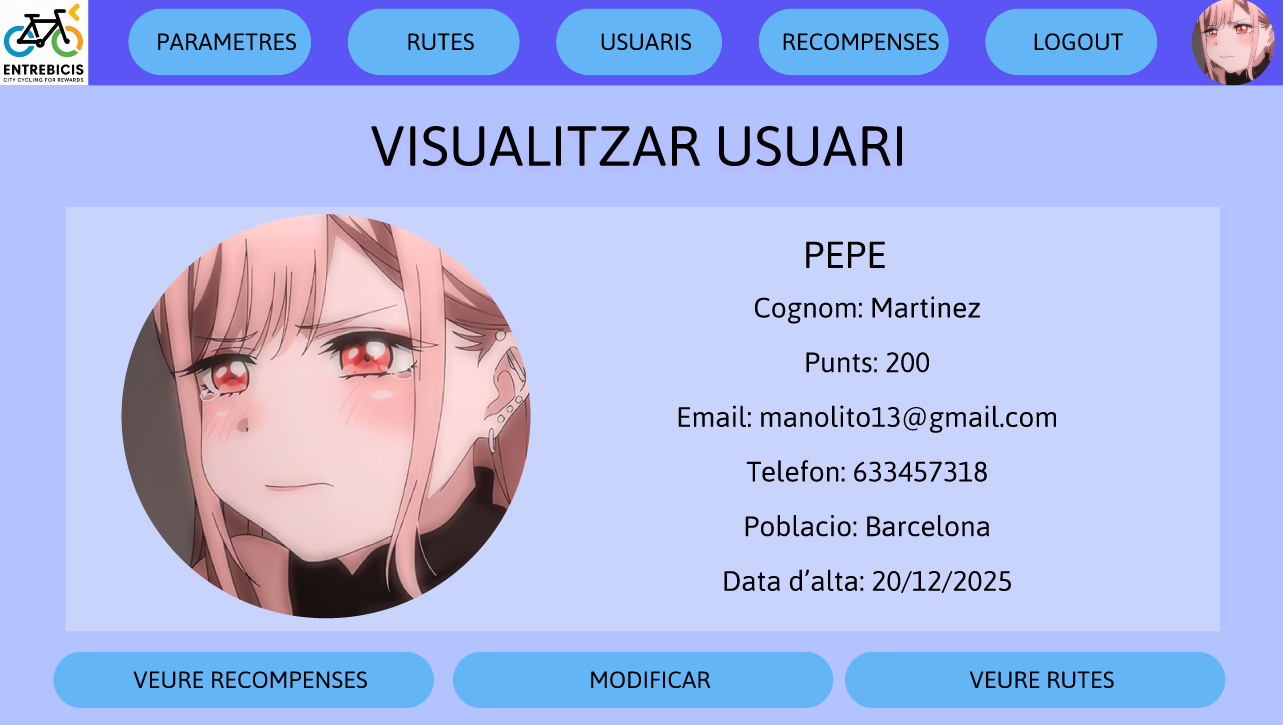 PARAMETRES
RUTES
USUARIS
RECOMPENSES
LOGOUT
ENTREBICIS
CITY CYCLING FOR REWARDS
VISUALITZAR USUARI
PEPE
Cognom: Martinez
Punts: 200
Email: manolito13@gmail.com
Telefon: 633457318
Poblacio: Barcelona
Data d’alta: 20/12/2025
VEURE RECOMPENSES
MODIFICAR
VEURE RUTES